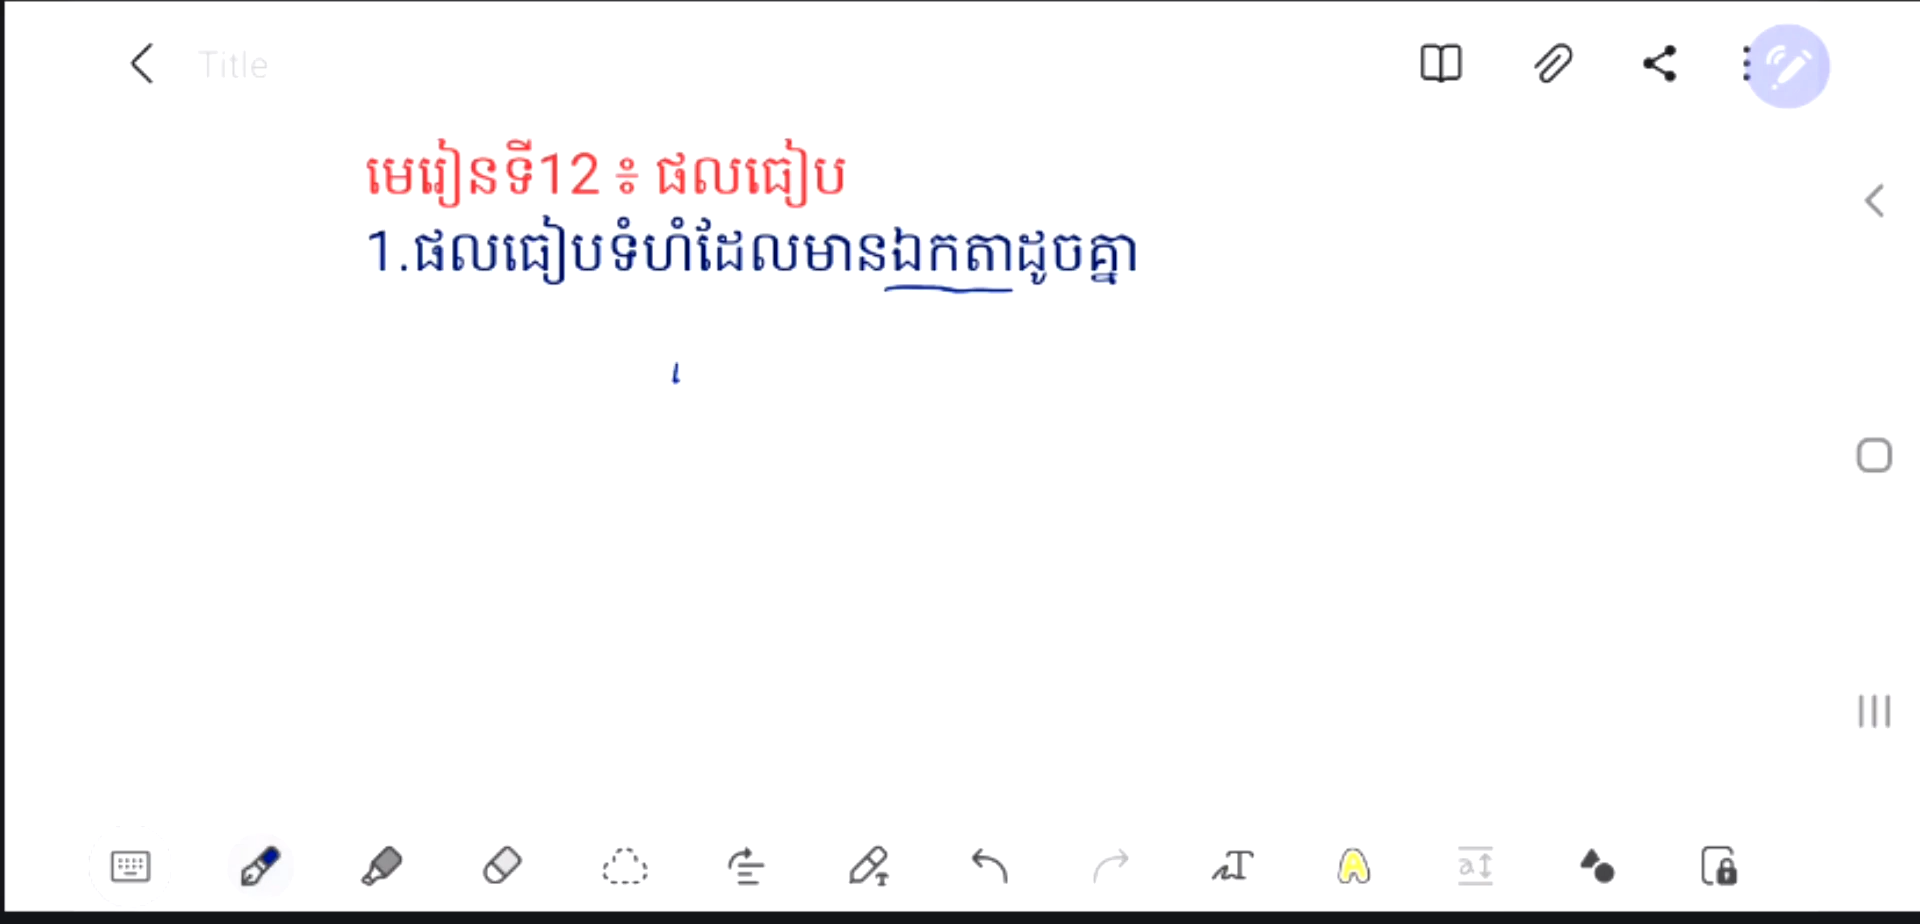 Title
មេរៀនទី12 ៖ ផលធៀប
1.ផលធៀបទំហំដែលមានឯកតាដូចគ្នា